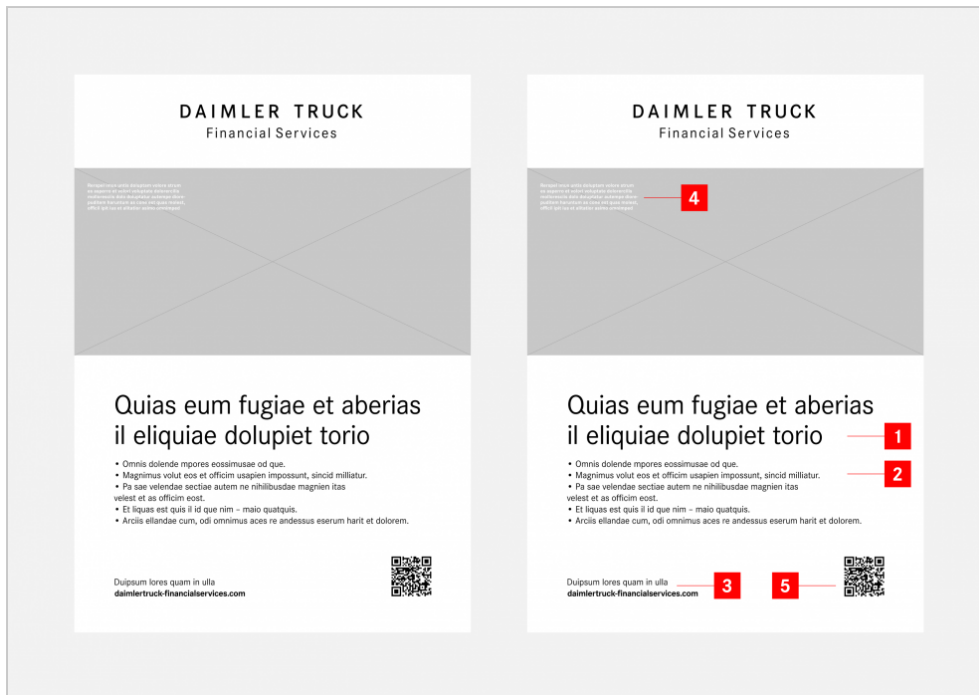 DAIMLER TRUCK
Financial Services
Quias eum fugiae et aberias
il eliquiae dolupiet torio
• Omnis dolende mpores eossimusae od que.
• Magnimus volut eos et officim usapien impossunt, sincid milliatur.
• Pa sae velendae sectiae autem ne nihilibusdae magnien itas
velest et as officim eost.
• Et liquas est quis il id que nim – maio quatquis.
• Arciis ellandae cum, odi omnimus aces re andessus eserum harit et dolorem.
Duipsum lores quam in ulla
daimlertruck-financialservices.com
DAIMLER TRUCK
Financial Services
4
Quias eum fugiae et aberias
il eliquiae dolupiet torio
1
• Omnis dolende mpores eossimusae od que.
• Magnimus volut eos et officim usapien impossunt, sincid milliatur.
2
• Pa sae velendae sectiae autem ne nihilibusdae magnien itas
velest et as officim eost.
• Et liquas est quis il id que nim – maio quatquis.
• Arciis ellandae cum, odi omnimus aces re andessus eserum harit et dolorem.
Duipsum lores quam in ulla
daimlertruck-financialservices.com
3
5